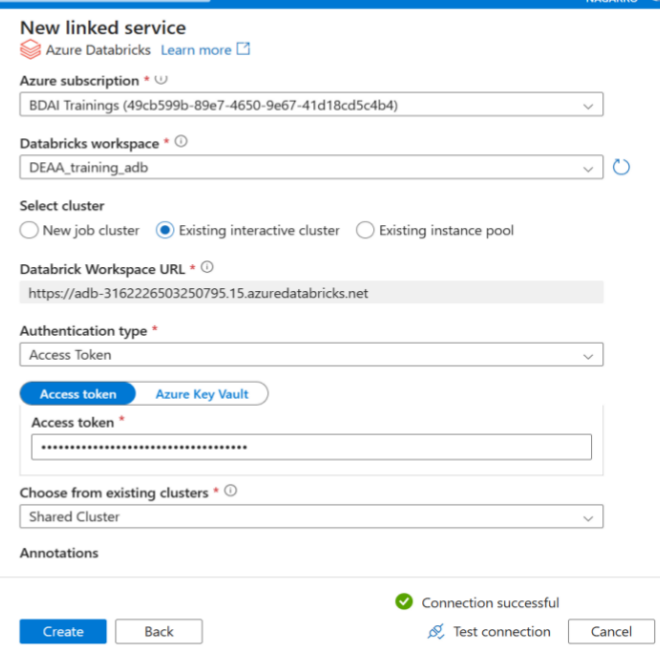 NAGARRO
New linked service
Azure Databricks Learn more
Azure subscription *
BDAI Trainings (49cb599b-89e7-4650-9e67-41d18cd5c4b4)
Databricks workspace *
DEAA_training_adb
Select cluster
New job cluster Existing interactive cluster Existing instance pool
Databrick Workspace URL *
https://adb-3162226503250795.15.azuredatabricks.net
Authentication type *
Access Token
Access token Azure Key Vault
Access token *
••••••••••••••••••••••••••••••••••••
Choose from existing clusters *
Shared Cluster
Annotations
Connection successful
Create Back Test connection Cancel